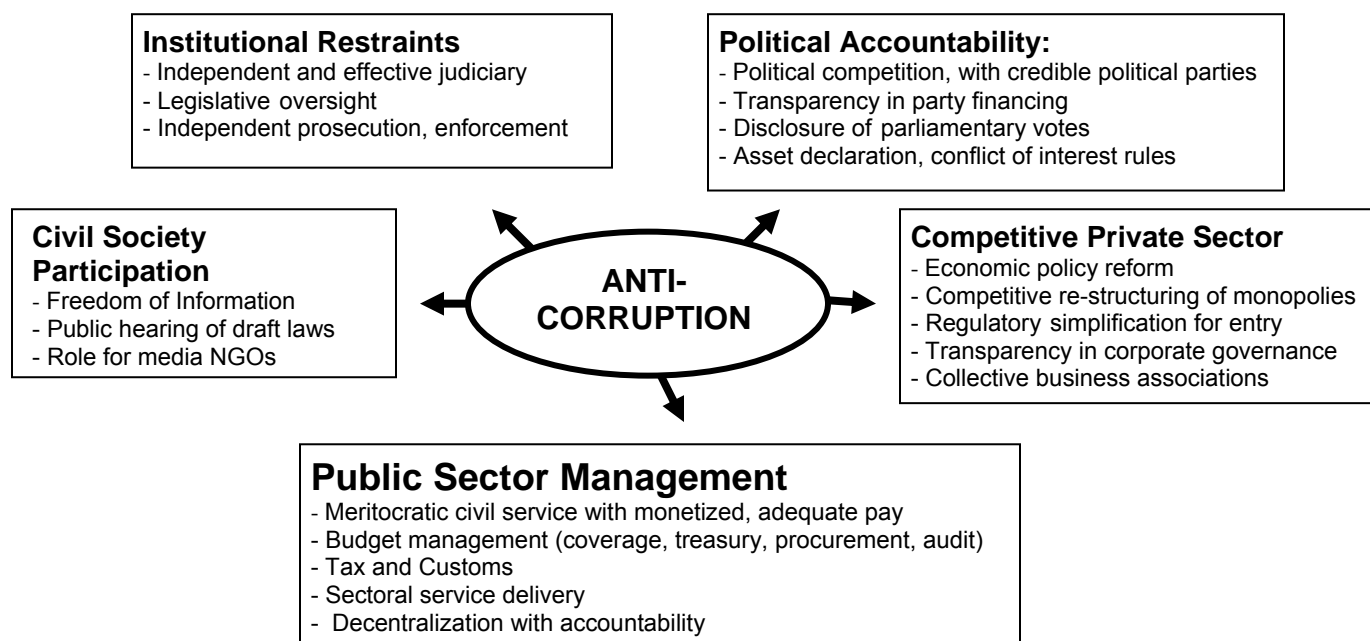 Institutional Restraints
- Independent and effective judiciary
- Legislative oversight
- Independent prosecution, enforcement
Political Accountability:
- Political competition, with credible political parties
- Transparency in party financing
- Disclosure of parliamentary votes
- Asset declaration, conflict of interest rules
Civil Society
Participation
- Freedom of Information
- Public hearing of draft laws
- Role for media NGOs
ANTI-
CORRUPTION
Competitive Private Sector
- Economic policy reform
- Competitive re-structuring of monopolies
- Regulatory simplification for entry
- Transparency in corporate governance
- Collective business associations
Public Sector Management
- Meritocratic civil service with monetized, adequate pay
- Budget management (coverage, treasury, procurement, audit)
- Tax and Customs
- Sectoral service delivery
- Decentralization with accountability